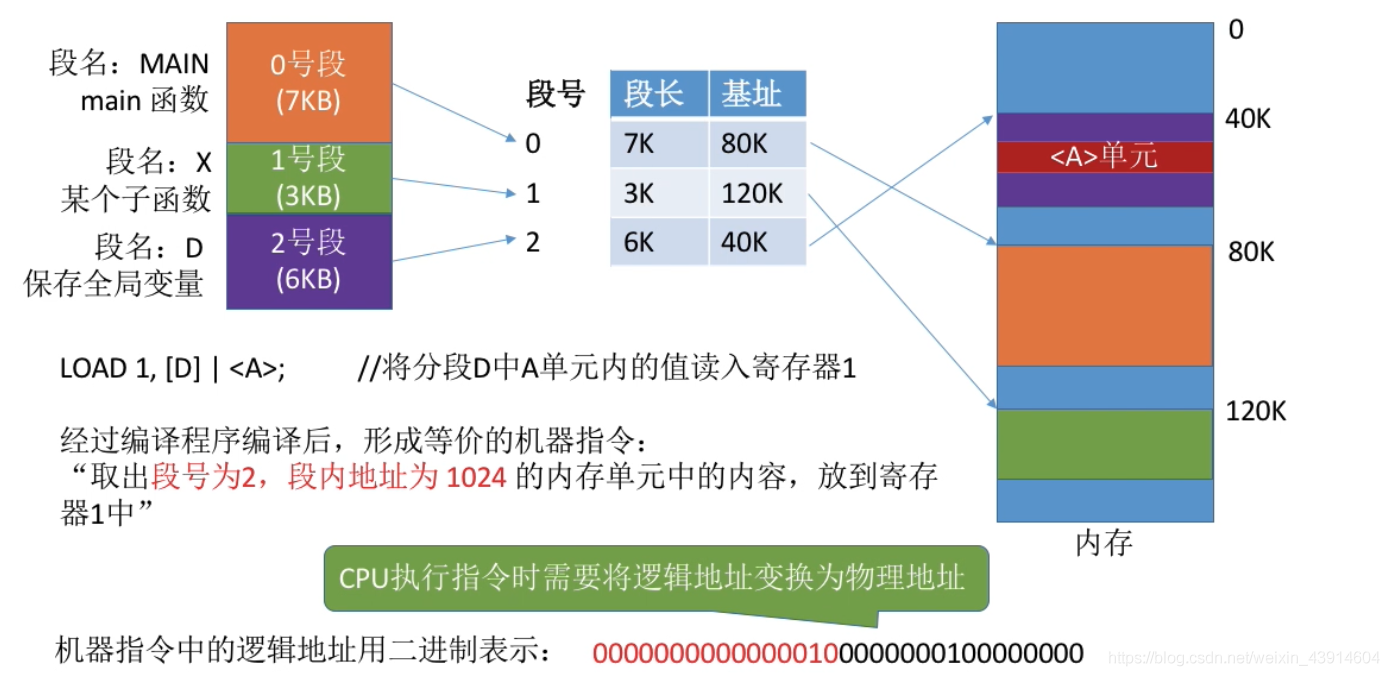 段名：MAIN
main 函数
0号段
(7KB)
段名：X
某个子函数
1号段
(3KB)
段名：D
保存全局变量
2号段
(6KB)
段号 段长 基址
0 7K 80K
1 3K 120K
2 6K 40K
0
40K
<A>单元
80K
120K
内存
LOAD 1, [D] | <A>; //将分段D中A单元内的值读入寄存器1
经过编译程序编译后，形成等价的机器指令：
“取出段号为2，段内地址为 1024 的内存单元中的内容，放到寄存
器1中”
CPU执行指令时需要将逻辑地址变换为物理地址
机器指令中的逻辑地址用二进制表示： 00000000000000100000000100000000
https://blog.csdn.net/weixin_43914604